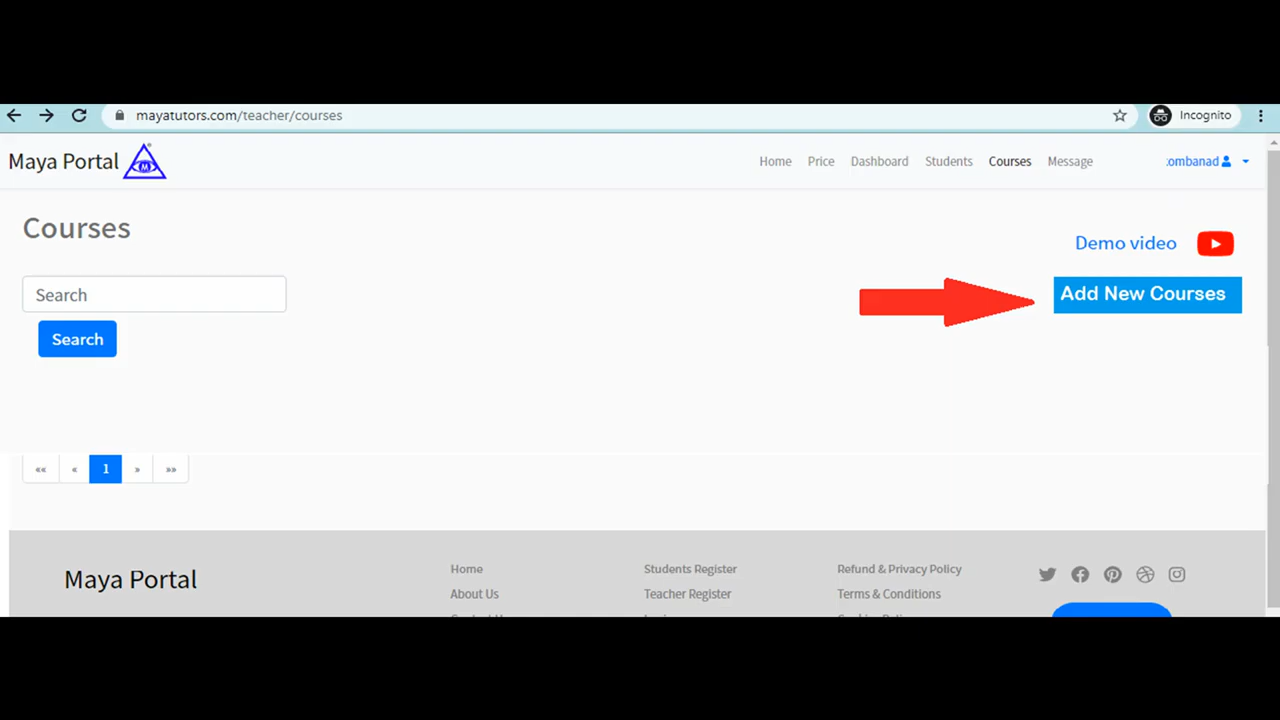 mayatutors.com/teacher/courses
Incognito
Maya Portal
M
Home Price Dashboard Students Courses Message
ombanad
Courses
Demo video
Search
Add New Courses
Search
«« « 1 » »»
Maya Portal
Home Students Register Refund & Privacy Policy
About Us Teacher Register Terms & Conditions